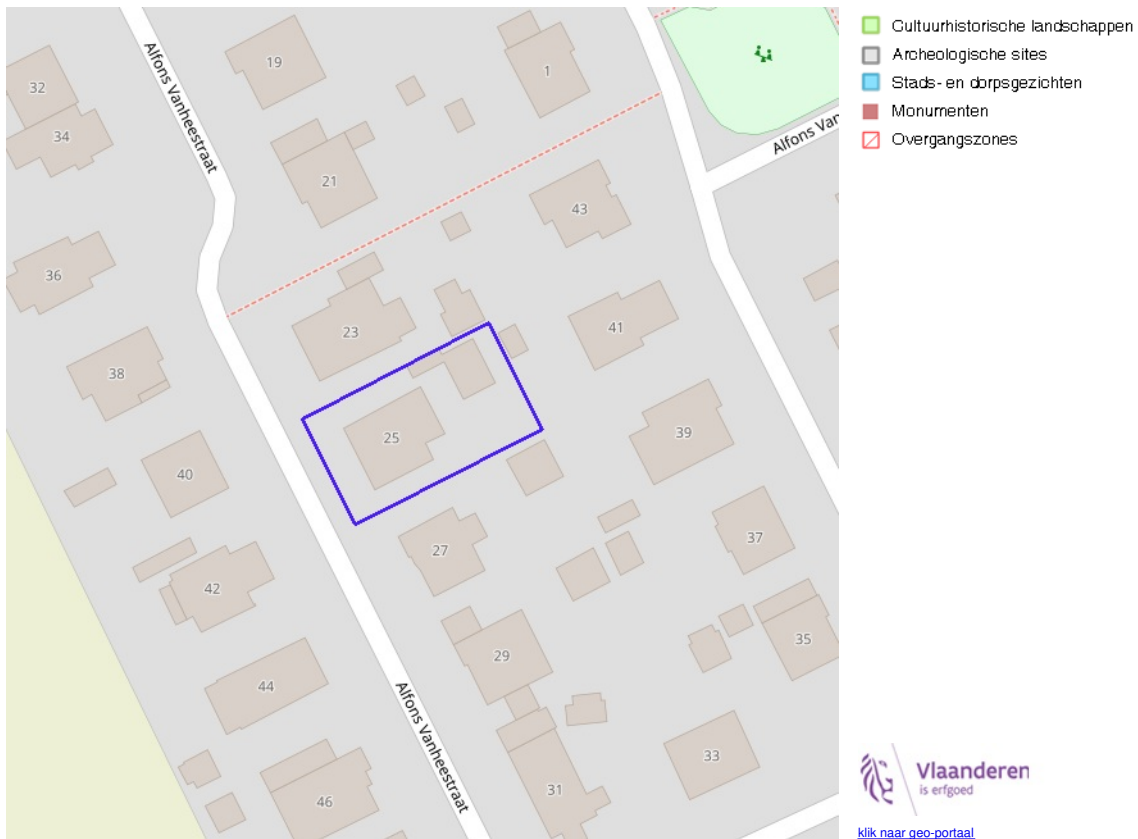 Alfons Vanheestraat
19
1
32
34
21
Alfons Van
43
36
23
41
38
25
39
40
27
37
42
29
35
44
Alfons Vanheestraat
33
31
46
Cultuurhistorische landschappen
Archeologische sites
Stads- en dorpsgezichten
Monumenten
Overgangszones
Vlaanderen
is erfgoed
klik naar geo-portaal